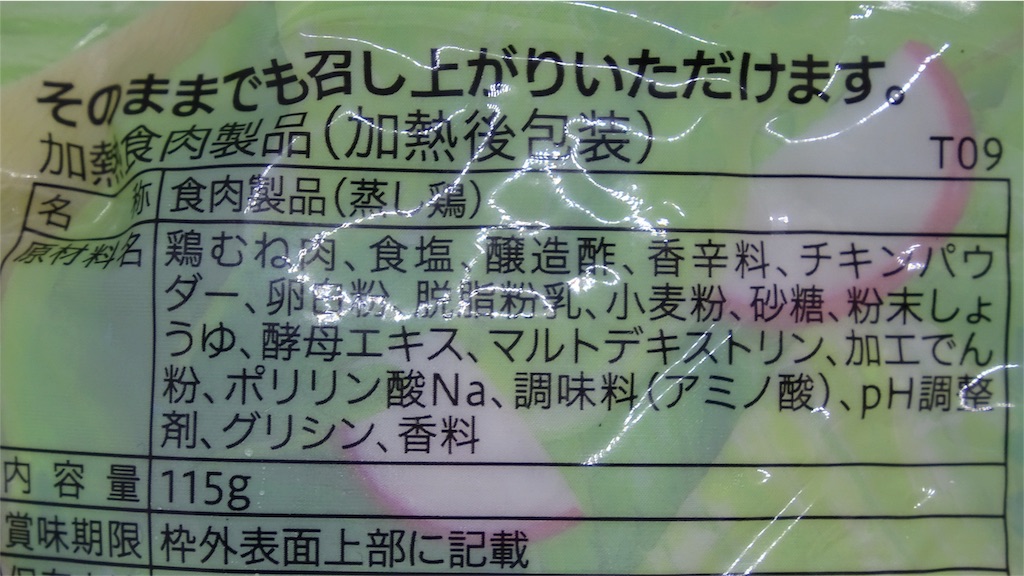 そのままでも召し上がりいただけます。
加熱食肉製品(加熱後包装)
T09
名称 食肉製品(蒸し鶏)
原材料名 鶏むね肉、食塩、醸造酢、香辛料、チキンパウ
ダー、卵白粉、脱脂粉乳、小麦粉、砂糖、粉末しょ
うゆ、酵母エキス、マルトデキストリン、加工でん
粉、ポリリン酸Na、調味料(アミノ酸)、pH調整
剤、グリシン、香料
内容量 115g
賞味期限 枠外表面上部に記載